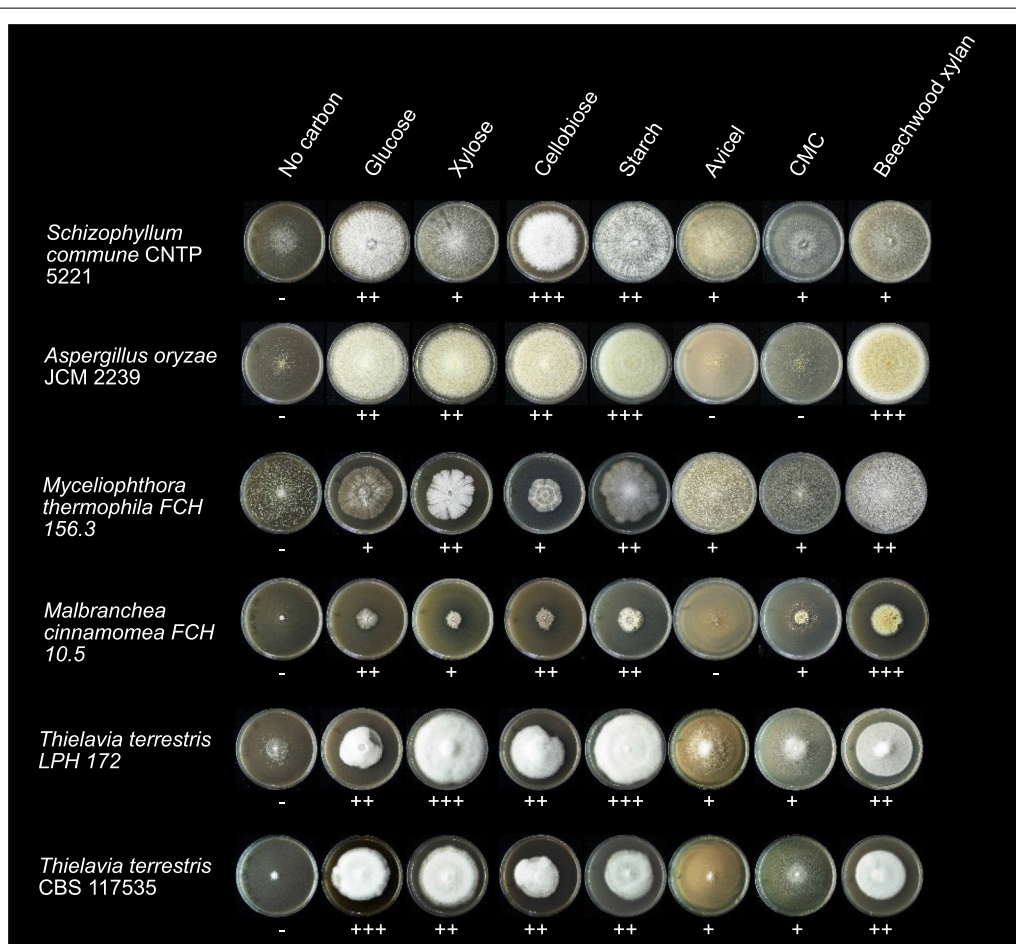 No carbon Glucose Xylose Cellobiose Starch Avicel CMC Beechwood xylan
Schizophyllum
commune CNTP
5221
- ++ + +++ ++ + + +
Aspergillus oryzae
JCM 2239
- ++ ++ ++ +++ - - +++
Myceliophthora
thermophila FCH
156.3
- + ++ + ++ + + ++
Malbranchea
cinnamomea FCH
10.5
- ++ + ++ ++ - + +++
Thielavia terrestris
LPH 172
- ++ +++ ++ +++ + + ++
Thielavia terrestris
CBS 117535
- +++ ++ ++ ++ + + ++